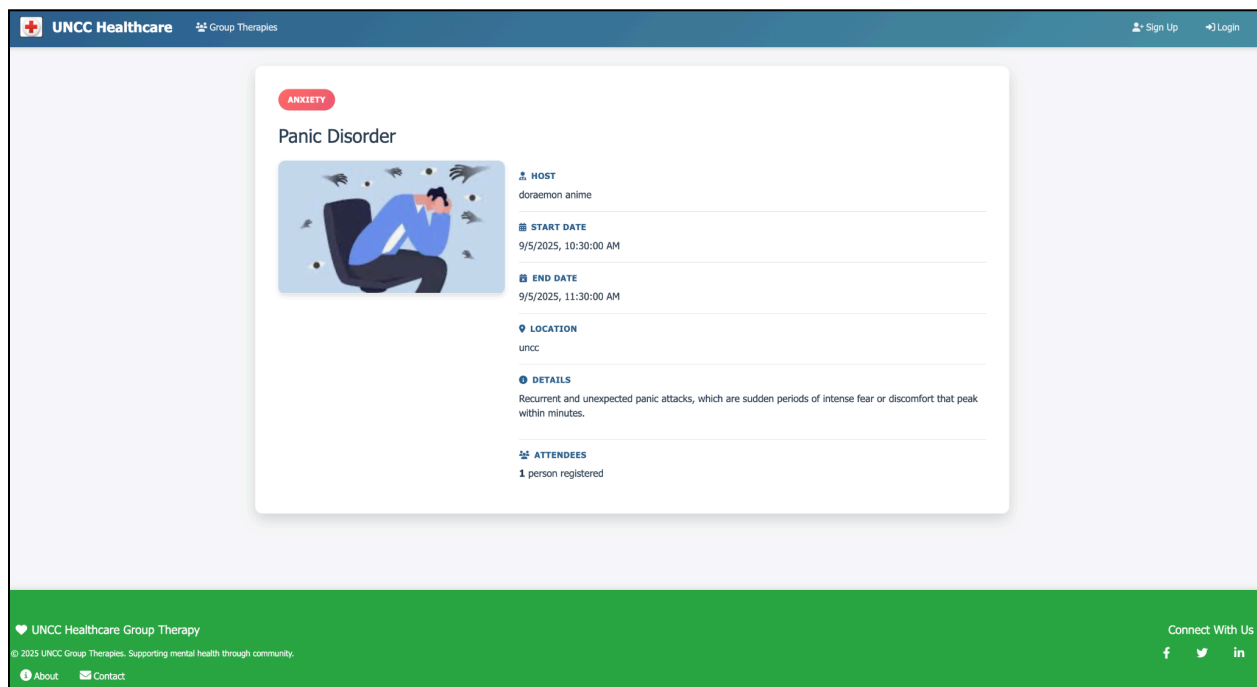 UNCC Healthcare
Group Therapies
Sign Up
Login
ANXIETY
Panic Disorder
HOST
doraemon anime
START DATE
9/5/2025, 10:30:00 AM
END DATE
9/5/2025, 11:30:00 AM
LOCATION
uncc
DETAILS
Recurrent and unexpected panic attacks, which are sudden periods of intense fear or discomfort that peak
within minutes.
ATTENDEES
1 person registered
UNCC Healthcare Group Therapy
Connect With Us
© 2025 UNCC Group Therapies. Supporting mental health through community.
About
Contact